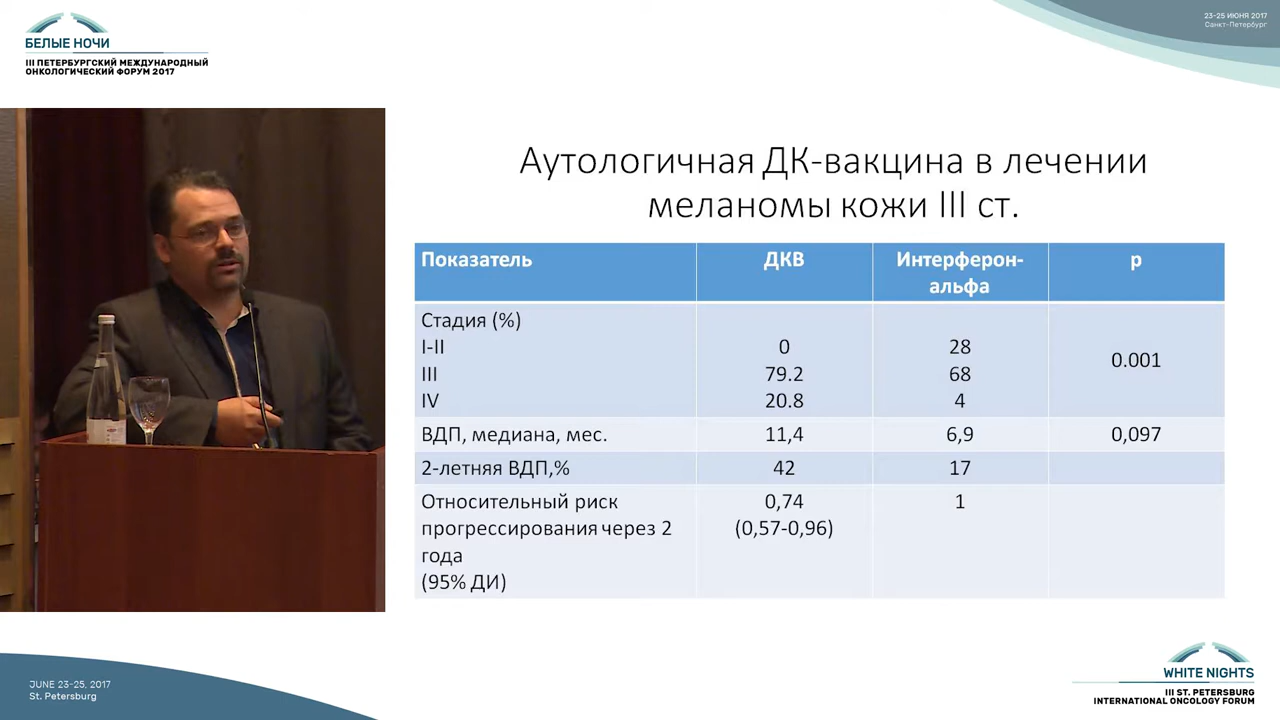 23-25 ИЮНЯ 2017
Санкт-Петербург
БЕЛЫЕ НОЧИ
III ПЕТЕРБУРГСКИЙ МЕЖДУНАРОДНЫЙ
ОНКОЛОГИЧЕСКИЙ ФОРУМ 2017
Аутологичная ДК-вакцина в лечении
меланомы кожи III ст.
Показатель ДКВ Интерферон-
альфа p
Стадия (%)
I-II 0 28
III 79.2 68 0.001
IV 20.8 4
ВДП, медиана, мес. 11,4 6,9 0,097
2-летняя ВДП,% 42 17
Относительный риск 0,74 1
прогрессирования через 2 (0,57-0,96)
года
(95% ДИ)
JUNE 23-25, 2017
St. Petersburg
WHITE NIGHTS
III ST. PETERSBURG
INTERNATIONAL ONCOLOGY FORUM